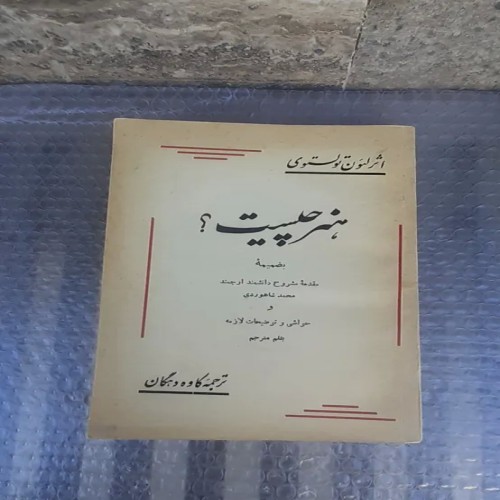 اثر لئون تولستوی
هنر چیست ؟
بضمیمهٔ
مقدمهٔ مشروح دانشمند ارجمند
محمد شاهوردی
و
حواشی و توضیحات لازمه
بقلم مترجم
ترجمهٔ کاوه دهگان